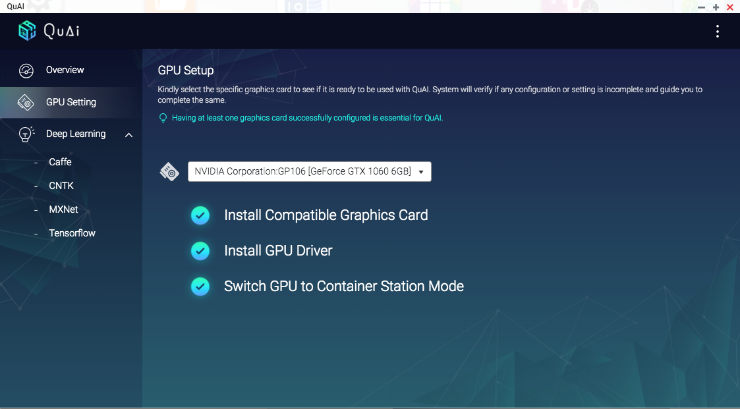 QuAI
QuAi
Overview
GPU Setting
Deep Learning
- Caffe
- CNTK
- MXNet
- Tensorflow
GPU Setup
Kindly select the specific graphics card to see if it is ready to be used with QuAI. System will verify if any configuration or setting is incomplete and guide you to
complete the same.
Having at least one graphics card successfully configured is essential for QuAI.
NVIDIA Corporation:GP106 [GeForce GTX 1060 6GB]
Install Compatible Graphics Card
Install GPU Driver
Switch GPU to Container Station Mode